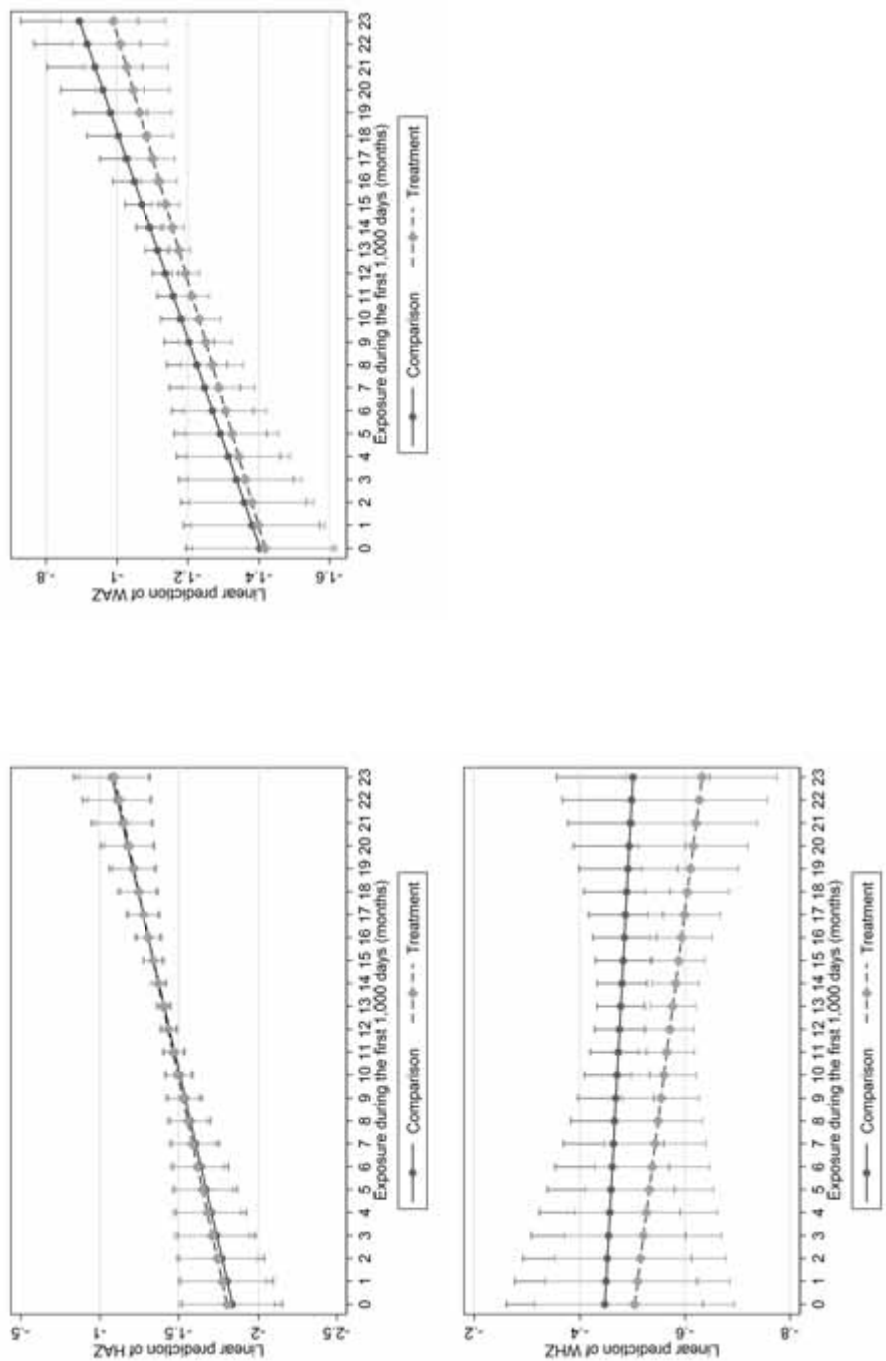 Linear prediction of HAZ
-.5
-1
-1.5
-2
-2.5
0 1 2 3 4 5 6 7 8 9 10 11 12 13 14 15 16 17 18 19 20 21 22 23
Exposure during the first 1,000 days (months)
Comparison Treatment
Linear prediction of WAZ
-.8
-1
-1.2
-1.4
-1.6
0 1 2 3 4 5 6 7 8 9 10 11 12 13 14 15 16 17 18 19 20 21 22 23
Exposure during the first 1,000 days (months)
Comparison Treatment
Linear prediction of WHZ
-.2
-.4
-.6
-.8
0 1 2 3 4 5 6 7 8 9 10 11 12 13 14 15 16 17 18 19 20 21 22 23
Exposure during the first 1,000 days (months)
Comparison Treatment